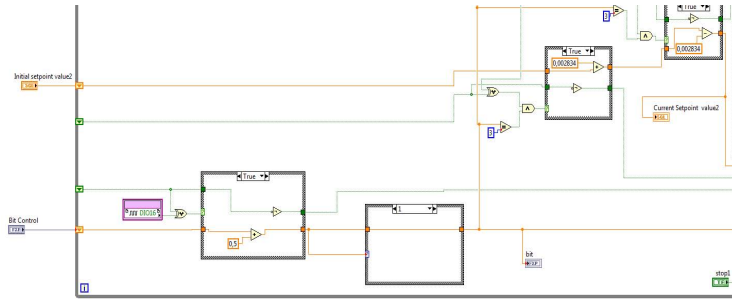 True
3
True
0,002834
0,002834
Initial setpoint value2
Current Setpoint value2
3
True
DIO16
Bit Control
0,5
1
bit
stop1
i